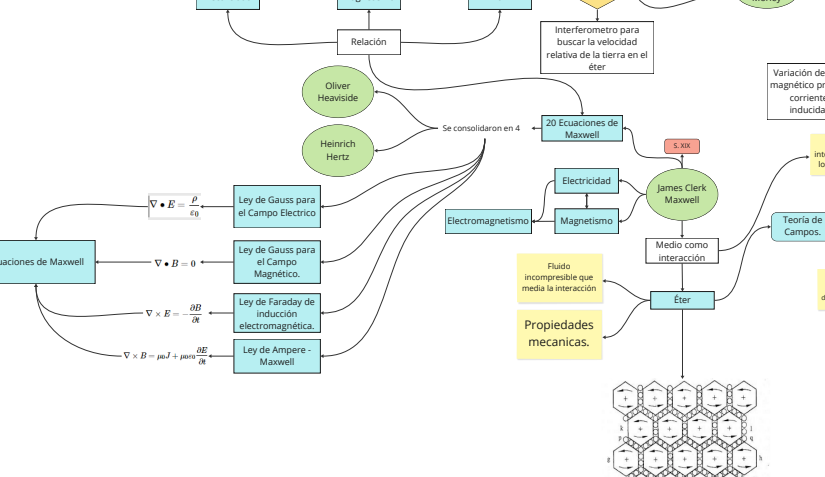 Relación
Interferometro para
buscar la velocidad
relativa de la tierra en el
éter
Oliver
Heaviside
Variación de
magnético
corriente
inducida
Se consolidaron en 4
20 Ecuaciones de
Maxwell
Heinrich
Hertz
S. XIX
Electricidad
James Clerk
Maxwell
Ley de Gauss para
el Campo Electrico
∇ • E = ρ/ε₀
Electromagnetismo
Magnetismo
Teoría de
Campos.
Medio como
interacción
Ley de Gauss para
el Campo
Magnético.
∇ • B = 0
de Maxwell
Fluido
incompresible que
media la interacción
Éter
Ley de Faraday de
inducción
electromagnética.
∇ × E = −∂B/∂t
Propiedades
mecanicas.
Ley de Ampere -
Maxwell
∇ × B = μ₀J + μ₀ε₀ ∂E/∂t